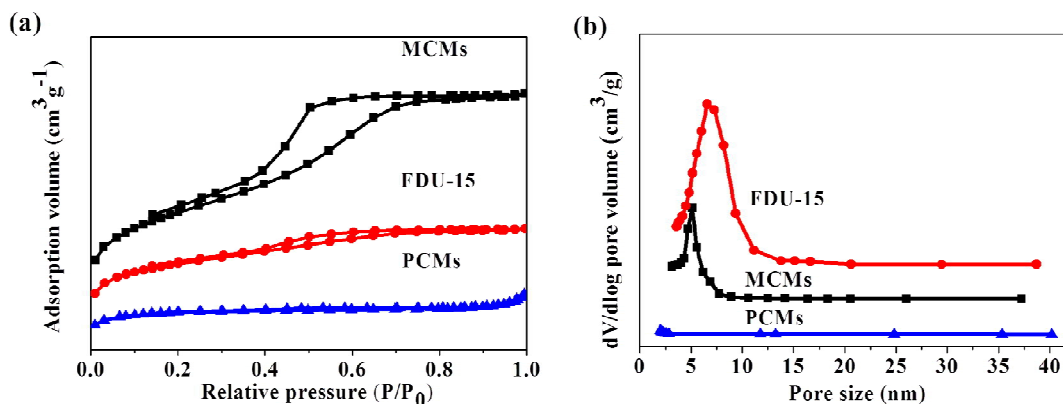 (a)
MCMs
FDU-15
PCMs
Adsorption volume (cm³g⁻¹)
0.0 0.2 0.4 0.6 0.8 1.0
Relative pressure (P/P₀)
(b)
FDU-15
MCMs
PCMs
dV/dlog pore volume (cm³/g)
0 5 10 15 20 25 30 35 40
Pore size (nm)